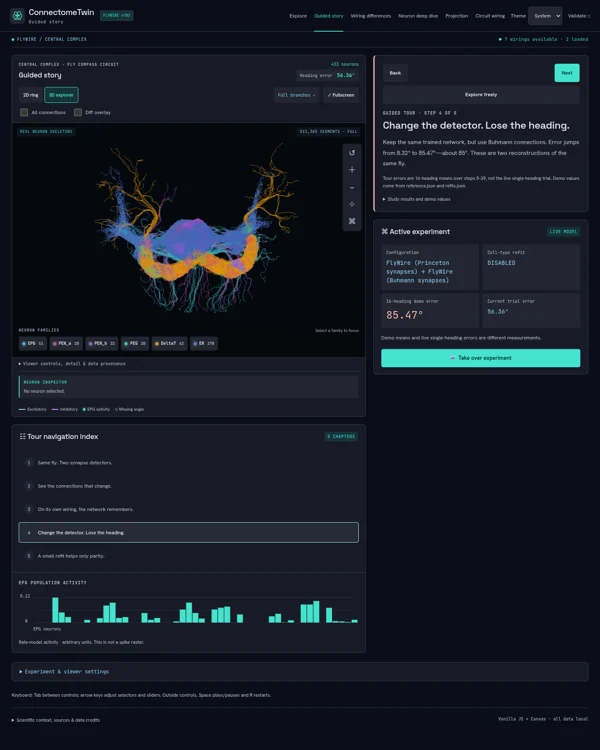 ConnectomeTwin
Guided story
FLYWIRE v783
Explore
Guided story
Wiring differences
Neuron deep dive
Projection
Circuit wiring
Theme
System
Validate
FLYWIRE / CENTRAL COMPLEX
7 wirings available · 2 loaded
CENTRAL COMPLEX · FLY COMPASS CIRCUIT
Guided story
433 neurons
Heading error 56.36°
2D ring
3D explorer
Full branches
Fullscreen
All connections
Diff overlay
REAL NEURON SKELETONS
SEGMENTS · FULL
NEURON FAMILIES
Select a family to focus
EPG 51
PEN_a 20
PEN_b 22
PEG 20
Delta7 42
ER 278
Viewer controls, detail & data provenance
NEURON INSPECTOR
No neuron selected.
Excitatory
Inhibitory
EPG activity
Missing angle
Tour navigation index
5 CHAPTERS
1 Same fly. Two synapse detectors.
2 See the connections that change.
3 On its own wiring, the network remembers.
4 Change the detector. Lose the heading.
5 A small refit helps only partly.
EPG POPULATION ACTIVITY
0.22
0
EPG neurons
Rate-model activity · arbitrary units. This is not a spike raster.
Back
Next
Explore freely
GUIDED TOUR · STEP 4 OF 5
Change the detector. Lose the heading.
Keep the same trained network, but use Buhmann connections. Error jumps
from 8.32° to 85.47°—about 85°. These are two reconstructions of the
same fly.
Tour errors are 16-heading means over steps 5-39, not the live single-heading trial. Demo values
come from reference.json and refits.json.
Study results and demo values
Active experiment
LIVE MODEL
Configuration
FlyWire (Princeton
synapses) → FlyWire
(Buhmann synapses)
Cell-type refit
DISABLED
16-heading demo error
85.47°
Current trial error
56.36°
Demo means and live single-heading errors are different measurements.
Take over experiment
Experiment & viewer settings
Keyboard: Tab between controls; arrow keys adjust selectors and sliders. Outside controls, Space plays/pauses and R restarts.
Scientific context, sources & data credits
Vanilla JS + Canvas · all data local